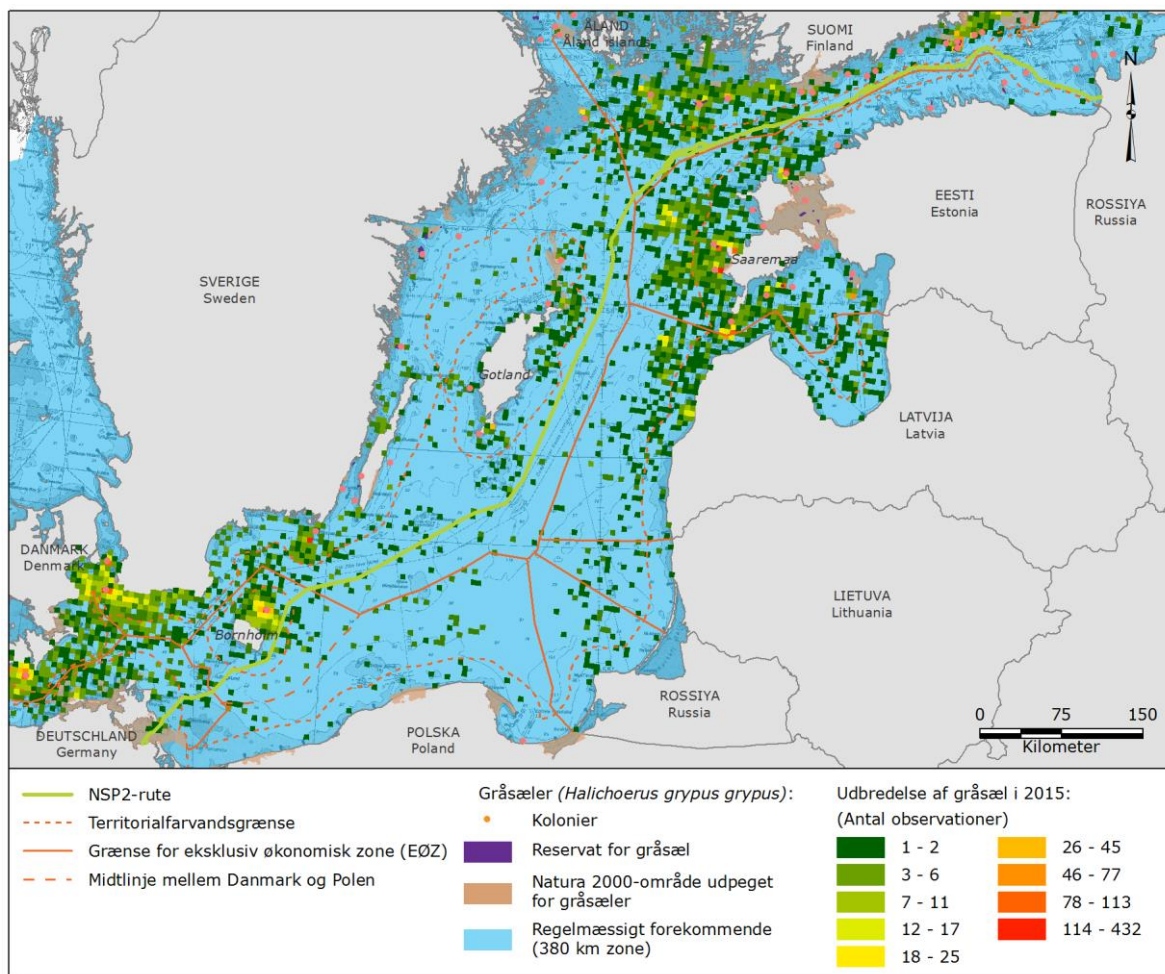 ÅLAND
Åland islands
SUOMI
Finland
N
EESTI
Estonia
ROSSIYA
Russia
SVERIGE
Sweden
Saaremaa
Gotland
LATVIJA
Latvia
DANMARK
Denmark
LIETUVA
Lithuania
Bornholm
ROSSIYA
Russia
DEUTSCHLAND
Germany
POLSKA
Poland
0 75 150
Kilometer
NSP2-rute
Territorialfarvandsgrænse
Grænse for eksklusiv økonomisk zone (EØZ)
Midtlinje mellem Danmark og Polen
Gråsæler (Halichoerus grypus grypus):
Kolonier
Reservat for gråsæl
Natura 2000-område udpeget
for gråsæler
Regelmæssigt forekommende
(380 km zone)
Udbredelse af gråsæl i 2015:
(Antal observationer)
1 - 2
3 - 6
7 - 11
12 - 17
18 - 25
26 - 45
46 - 77
78 - 113
114 - 432